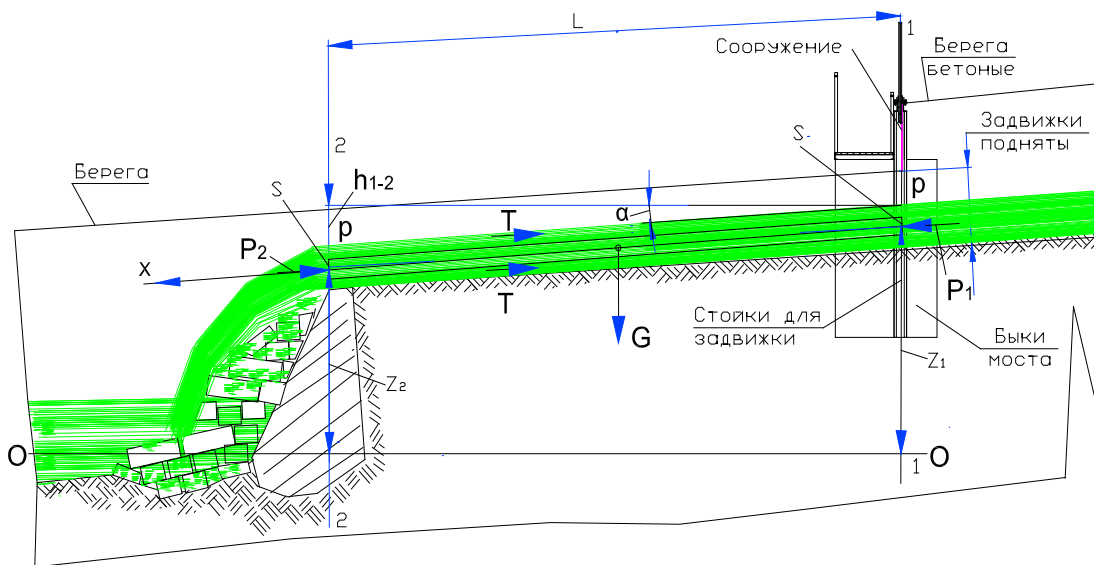 L
1
Сооружение
Берега
бетоные
Задвижки
подняты
2
S
Берега
S
h1-2
p
p
T
α
P2
x
T
P1
G
Стойки для
задвижки
Быки
моста
Z1
Z2
O
O
1
2